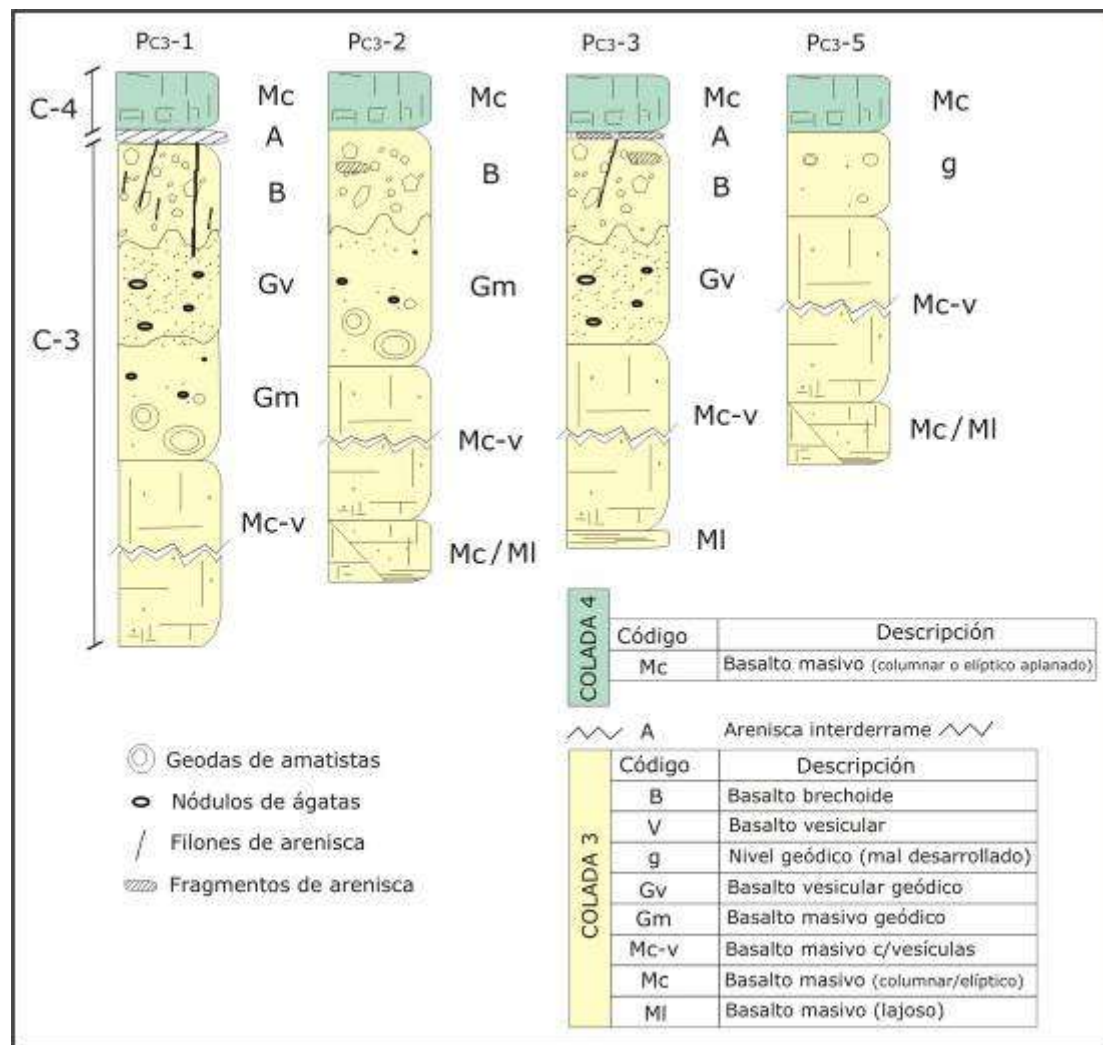 Pc3-1
Pc3-2
Pc3-3
Pc3-5
C-4
C-3
Mc
A
B
Gv
Gm
Mc-v
Mc
B
Gm
Mc-v
Mc/Ml
Mc
A
B
Gv
Mc-v
Ml
Mc
g
Mc-v
Mc/Ml
Geodas de amatistas
Nódulos de ágatas
Filones de arenisca
Fragmentos de arenisca
COLADA 4
Código Descripción
Mc Basalto masivo (columnar o elíptico aplanado)
A Arenisca interderrame
COLADA 3
Código Descripción
B Basalto brechoide
V Basalto vesicular
g Nivel geódico (mal desarrollado)
Gv Basalto vesicular geódico
Gm Basalto masivo geódico
Mc-v Basalto masivo c/vesículas
Mc Basalto masivo (columnar/elíptico)
Ml Basalto masivo (lajoso)